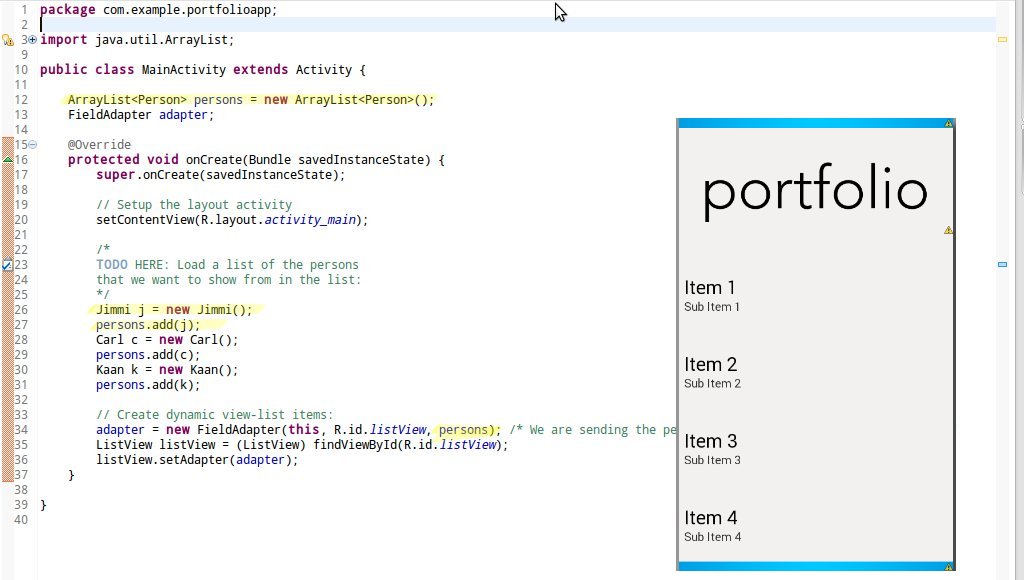 1 package com.example.portfolioapp;
2
3 import java.util.ArrayList;
9
10 public class MainActivity extends Activity {
11
12 ArrayList<Person> persons = new ArrayList<Person>();
13 FieldAdapter adapter;
14
15 @Override
16 protected void onCreate(Bundle savedInstanceState) {
17 super.onCreate(savedInstanceState);
18
19 // Setup the layout activity
20 setContentView(R.layout.activity_main);
21
22 /*
23 TODO HERE: Load a list of the persons
24 that we want to show from in the list:
25 */
26 Jimmi j = new Jimmi();
27 persons.add(j);
28 Carl c = new Carl();
29 persons.add(c);
30 Kaan k = new Kaan();
31 persons.add(k);
32
33 // Create dynamic view-list items:
34 adapter = new FieldAdapter(this, R.id.listView, persons); /* We are sending the pe
35 ListView listView = (ListView) findViewById(R.id.listView);
36 listView.setAdapter(adapter);
37 }
38
39 }
40
portfolio
Item 1
Sub Item 1
Item 2
Sub Item 2
Item 3
Sub Item 3
Item 4
Sub Item 4